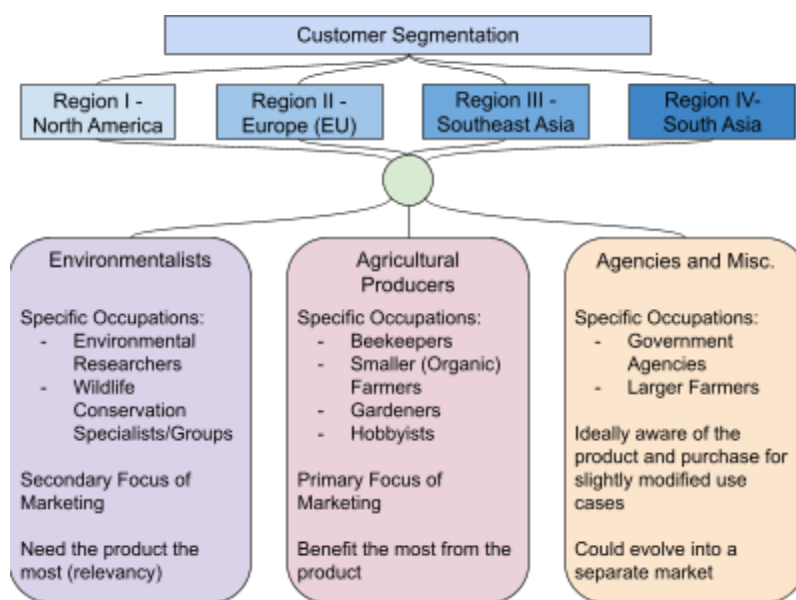 Customer Segmentation
Region I -
North America
Region II -
Europe (EU)
Region III -
Southeast Asia
Region IV-
South Asia
Environmentalists
Specific Occupations:
- Environmental
Researchers
- Wildlife
Conservation
Specialists/Groups
Secondary Focus of
Marketing
Need the product the
most (relevancy)
Agricultural
Producers
Specific Occupations:
- Beekeepers
- Smaller (Organic)
Farmers
- Gardeners
- Hobbyists
Primary Focus of
Marketing
Benefit the most from the
product
Agencies and Misc.
Specific Occupations:
- Government
Agencies
- Larger Farmers
Ideally aware of the
product and purchase for
slightly modified use
cases
Could evolve into a
separate market